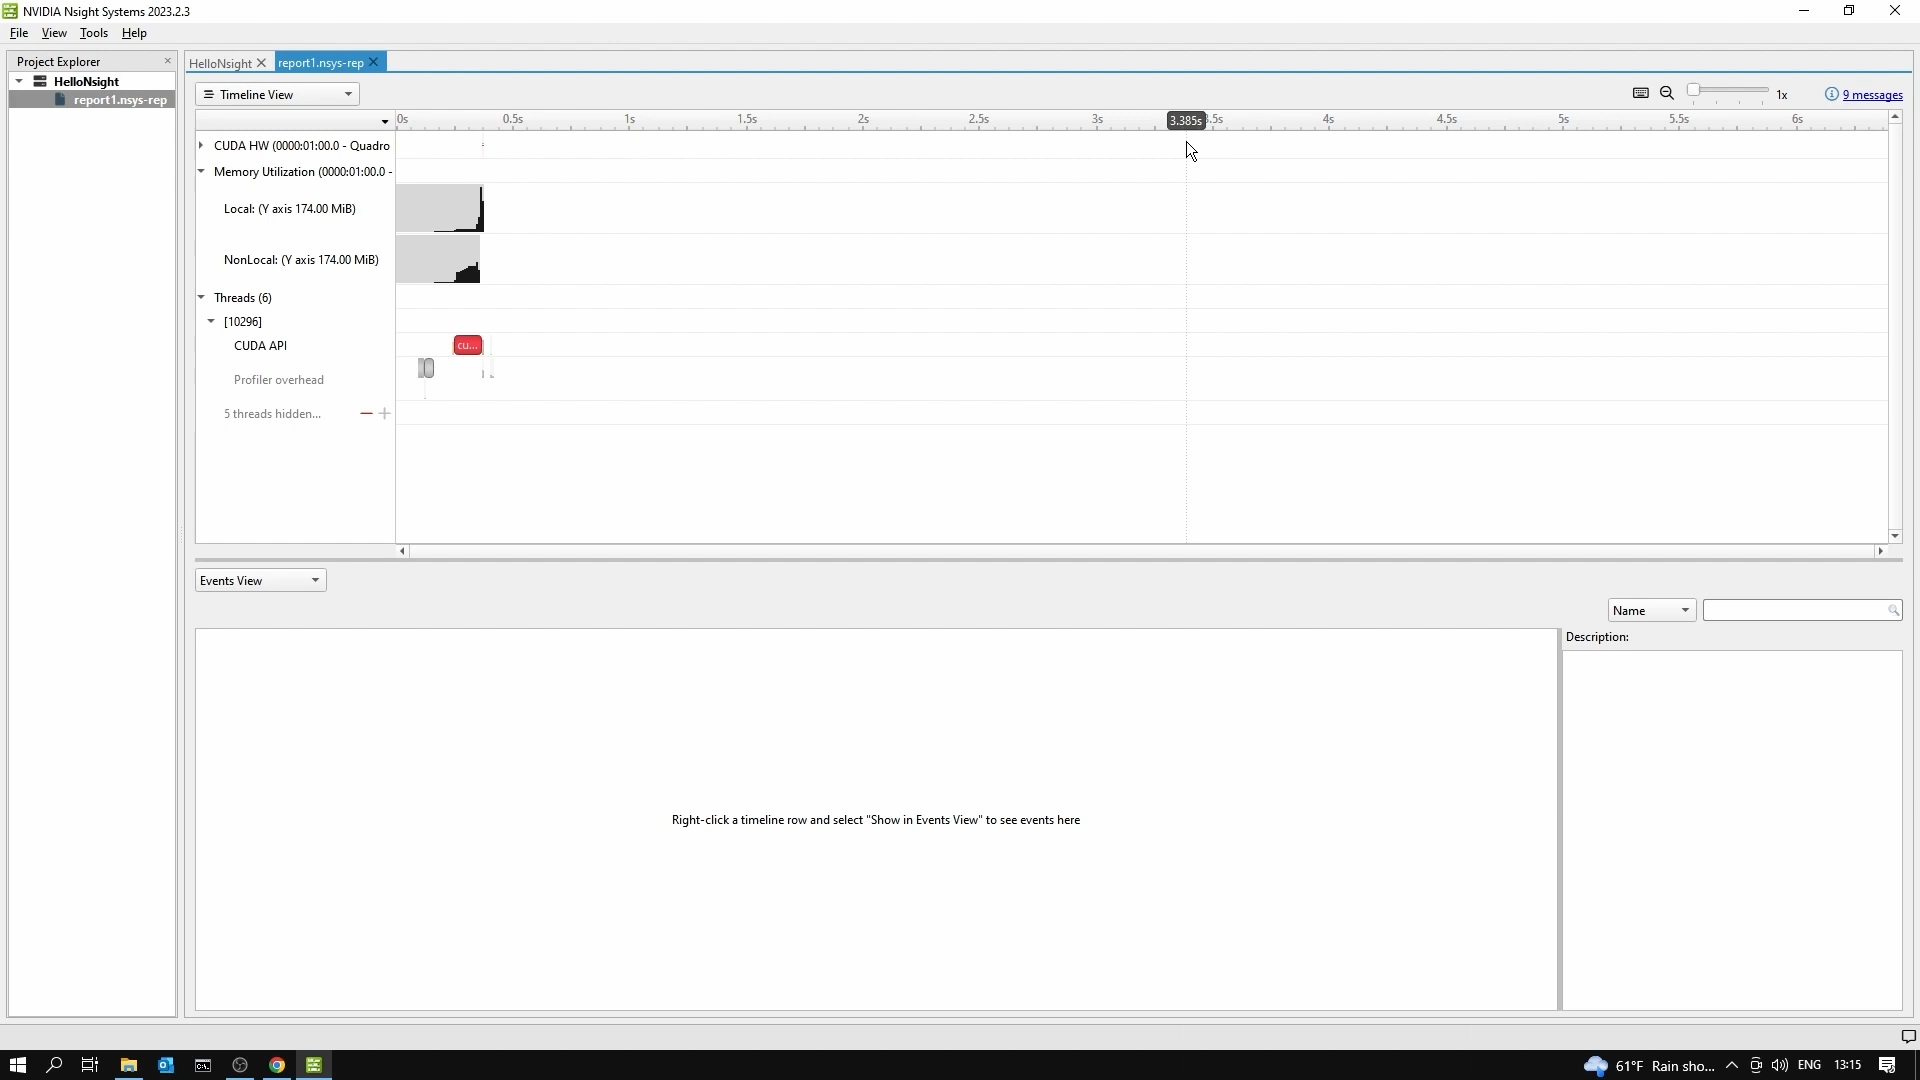 NVIDIA Nsight Systems 2023.2.3
File View Tools Help
Project Explorer
HelloNsight
report1.nsys-rep
HelloNsight
report1.nsys-rep
Timeline View
1x
9 messages
0s 0.5s 1s 1.5s 2s 2.5s 3s 3.385s .5s 4s 4.5s 5s 5.5s 6s
CUDA HW (0000:01:00.0 - Quadro
Memory Utilization (0000:01:00.0 -
Local: (Y axis 174.00 MiB)
NonLocal: (Y axis 174.00 MiB)
Threads (6)
[10296]
CUDA API
cu...
Profiler overhead
5 threads hidden...
Events View
Name
Description:
Right-click a timeline row and select "Show in Events View" to see events here
61°F Rain sho... ENG 13:15